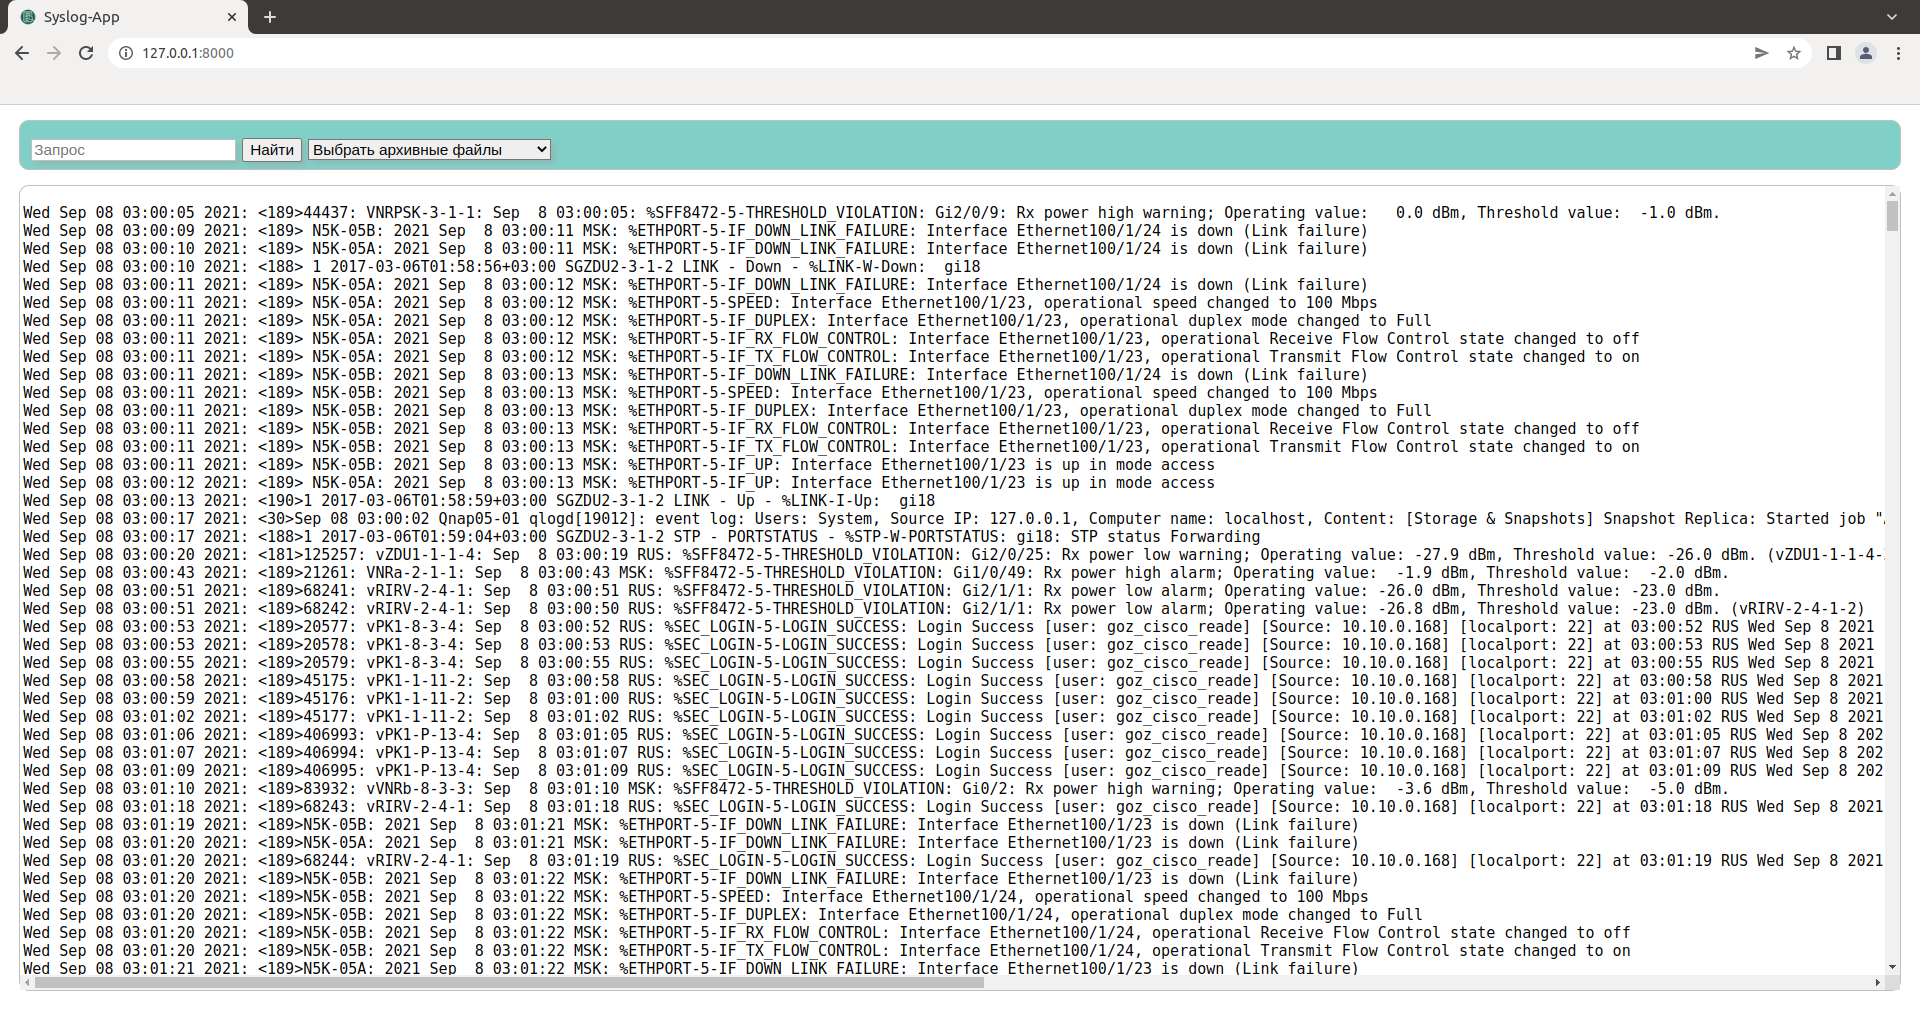 Syslog-App
127.0.0.1:8000
Запрос
Найти
Выбрать архивные файлы
Wed Sep 08 03:00:05 2021: <189>44437: VNRPSK-3-1-1: Sep  8 03:00:05: %SFF8472-5-THRESHOLD_VIOLATION: Gi2/0/9: Rx power high warning; Operating value:   0.0 dBm, Threshold value:  -1.0 dBm.
Wed Sep 08 03:00:09 2021: <189> N5K-05B: 2021 Sep  8 03:00:11 MSK: %ETHPORT-5-IF_DOWN_LINK_FAILURE: Interface Ethernet100/1/24 is down (Link failure)
Wed Sep 08 03:00:10 2021: <189> N5K-05A: 2021 Sep  8 03:00:11 MSK: %ETHPORT-5-IF_DOWN_LINK_FAILURE: Interface Ethernet100/1/24 is down (Link failure)
Wed Sep 08 03:00:10 2021: <188> 1 2017-03-06T01:58:56+03:00 SGZDU2-3-1-2 LINK - Down - %LINK-W-Down:  gi18
Wed Sep 08 03:00:11 2021: <189> N5K-05A: 2021 Sep  8 03:00:12 MSK: %ETHPORT-5-IF_DOWN_LINK_FAILURE: Interface Ethernet100/1/24 is down (Link failure)
Wed Sep 08 03:00:11 2021: <189> N5K-05A: 2021 Sep  8 03:00:12 MSK: %ETHPORT-5-SPEED: Interface Ethernet100/1/23, operational speed changed to 100 Mbps
Wed Sep 08 03:00:11 2021: <189> N5K-05A: 2021 Sep  8 03:00:12 MSK: %ETHPORT-5-IF_DUPLEX: Interface Ethernet100/1/23, operational duplex mode changed to Full
Wed Sep 08 03:00:11 2021: <189> N5K-05A: 2021 Sep  8 03:00:12 MSK: %ETHPORT-5-IF_RX_FLOW_CONTROL: Interface Ethernet100/1/23, operational Receive Flow Control state changed to off
Wed Sep 08 03:00:11 2021: <189> N5K-05A: 2021 Sep  8 03:00:12 MSK: %ETHPORT-5-IF_TX_FLOW_CONTROL: Interface Ethernet100/1/23, operational Transmit Flow Control state changed to on
Wed Sep 08 03:00:11 2021: <189> N5K-05B: 2021 Sep  8 03:00:13 MSK: %ETHPORT-5-IF_DOWN_LINK_FAILURE: Interface Ethernet100/1/24 is down (Link failure)
Wed Sep 08 03:00:11 2021: <189> N5K-05B: 2021 Sep  8 03:00:13 MSK: %ETHPORT-5-SPEED: Interface Ethernet100/1/23, operational speed changed to 100 Mbps
Wed Sep 08 03:00:11 2021: <189> N5K-05B: 2021 Sep  8 03:00:13 MSK: %ETHPORT-5-IF_DUPLEX: Interface Ethernet100/1/23, operational duplex mode changed to Full
Wed Sep 08 03:00:11 2021: <189> N5K-05B: 2021 Sep  8 03:00:13 MSK: %ETHPORT-5-IF_RX_FLOW_CONTROL: Interface Ethernet100/1/23, operational Receive Flow Control state changed to off
Wed Sep 08 03:00:11 2021: <189> N5K-05B: 2021 Sep  8 03:00:13 MSK: %ETHPORT-5-IF_TX_FLOW_CONTROL: Interface Ethernet100/1/23, operational Transmit Flow Control state changed to on
Wed Sep 08 03:00:11 2021: <189> N5K-05B: 2021 Sep  8 03:00:13 MSK: %ETHPORT-5-IF_UP: Interface Ethernet100/1/23 is up in mode access
Wed Sep 08 03:00:12 2021: <189> N5K-05A: 2021 Sep  8 03:00:13 MSK: %ETHPORT-5-IF_UP: Interface Ethernet100/1/23 is up in mode access
Wed Sep 08 03:00:13 2021: <190>1 2017-03-06T01:58:59+03:00 SGZDU2-3-1-2 LINK - Up - %LINK-I-Up:  gi18
Wed Sep 08 03:00:17 2021: <30>Sep 08 03:00:02 Qnap05-01 qlogd[19012]: event log: Users: System, Source IP: 127.0.0.1, Computer name: localhost, Content: [Storage & Snapshots] Snapshot Replica: Started job "
Wed Sep 08 03:00:17 2021: <188>1 2017-03-06T01:59:04+03:00 SGZDU2-3-1-2 STP - PORTSTATUS - %STP-W-PORTSTATUS: gi18: STP status Forwarding
Wed Sep 08 03:00:20 2021: <181>125257: vZDU1-1-1-4: Sep  8 03:00:19 RUS: %SFF8472-5-THRESHOLD_VIOLATION: Gi2/0/25: Rx power low warning; Operating value: -27.9 dBm, Threshold value: -26.0 dBm. (vZDU1-1-1-4-
Wed Sep 08 03:00:43 2021: <189>21261: VNRa-2-1-1: Sep  8 03:00:43 MSK: %SFF8472-5-THRESHOLD_VIOLATION: Gi1/0/49: Rx power high alarm; Operating value:  -1.9 dBm, Threshold value:  -2.0 dBm.
Wed Sep 08 03:00:51 2021: <189>68241: vRIRV-2-4-1: Sep  8 03:00:51 RUS: %SFF8472-5-THRESHOLD_VIOLATION: Gi2/1/1: Rx power low alarm; Operating value: -26.0 dBm, Threshold value: -23.0 dBm.
Wed Sep 08 03:00:51 2021: <189>68242: vRIRV-2-4-1: Sep  8 03:00:50 RUS: %SFF8472-5-THRESHOLD_VIOLATION: Gi2/1/1: Rx power low alarm; Operating value: -26.8 dBm, Threshold value: -23.0 dBm. (vRIRV-2-4-1-2)
Wed Sep 08 03:00:53 2021: <189>20577: vPK1-8-3-4: Sep  8 03:00:52 RUS: %SEC_LOGIN-5-LOGIN_SUCCESS: Login Success [user: goz_cisco_reade] [Source: 10.10.0.168] [localport: 22] at 03:00:52 RUS Wed Sep 8 2021
Wed Sep 08 03:00:53 2021: <189>20578: vPK1-8-3-4: Sep  8 03:00:53 RUS: %SEC_LOGIN-5-LOGIN_SUCCESS: Login Success [user: goz_cisco_reade] [Source: 10.10.0.168] [localport: 22] at 03:00:53 RUS Wed Sep 8 2021
Wed Sep 08 03:00:55 2021: <189>20579: vPK1-8-3-4: Sep  8 03:00:55 RUS: %SEC_LOGIN-5-LOGIN_SUCCESS: Login Success [user: goz_cisco_reade] [Source: 10.10.0.168] [localport: 22] at 03:00:55 RUS Wed Sep 8 2021
Wed Sep 08 03:00:58 2021: <189>45175: vPK1-1-11-2: Sep  8 03:00:58 RUS: %SEC_LOGIN-5-LOGIN_SUCCESS: Login Success [user: goz_cisco_reade] [Source: 10.10.0.168] [localport: 22] at 03:00:58 RUS Wed Sep 8 2021
Wed Sep 08 03:00:59 2021: <189>45176: vPK1-1-11-2: Sep  8 03:01:00 RUS: %SEC_LOGIN-5-LOGIN_SUCCESS: Login Success [user: goz_cisco_reade] [Source: 10.10.0.168] [localport: 22] at 03:01:00 RUS Wed Sep 8 2021
Wed Sep 08 03:01:02 2021: <189>45177: vPK1-1-11-2: Sep  8 03:01:02 RUS: %SEC_LOGIN-5-LOGIN_SUCCESS: Login Success [user: goz_cisco_reade] [Source: 10.10.0.168] [localport: 22] at 03:01:02 RUS Wed Sep 8 2021
Wed Sep 08 03:01:06 2021: <189>406993: vPK1-P-13-4: Sep  8 03:01:05 RUS: %SEC_LOGIN-5-LOGIN_SUCCESS: Login Success [user: goz_cisco_reade] [Source: 10.10.0.168] [localport: 22] at 03:01:05 RUS Wed Sep 8 202
Wed Sep 08 03:01:07 2021: <189>406994: vPK1-P-13-4: Sep  8 03:01:07 RUS: %SEC_LOGIN-5-LOGIN_SUCCESS: Login Success [user: goz_cisco_reade] [Source: 10.10.0.168] [localport: 22] at 03:01:07 RUS Wed Sep 8 202
Wed Sep 08 03:01:09 2021: <189>406995: vPK1-P-13-4: Sep  8 03:01:09 RUS: %SEC_LOGIN-5-LOGIN_SUCCESS: Login Success [user: goz_cisco_reade] [Source: 10.10.0.168] [localport: 22] at 03:01:09 RUS Wed Sep 8 202
Wed Sep 08 03:01:10 2021: <189>83932: vVNRb-8-3-3: Sep  8 03:01:10 MSK: %SFF8472-5-THRESHOLD_VIOLATION: Gi0/2: Rx power high warning; Operating value:  -3.6 dBm, Threshold value:  -5.0 dBm.
Wed Sep 08 03:01:18 2021: <189>68243: vRIRV-2-4-1: Sep  8 03:01:18 RUS: %SEC_LOGIN-5-LOGIN_SUCCESS: Login Success [user: goz_cisco_reade] [Source: 10.10.0.168] [localport: 22] at 03:01:18 RUS Wed Sep 8 2021
Wed Sep 08 03:01:19 2021: <189>N5K-05B: 2021 Sep  8 03:01:21 MSK: %ETHPORT-5-IF_DOWN_LINK_FAILURE: Interface Ethernet100/1/23 is down (Link failure)
Wed Sep 08 03:01:20 2021: <189>N5K-05A: 2021 Sep  8 03:01:21 MSK: %ETHPORT-5-IF_DOWN_LINK_FAILURE: Interface Ethernet100/1/23 is down (Link failure)
Wed Sep 08 03:01:20 2021: <189>68244: vRIRV-2-4-1: Sep  8 03:01:19 RUS: %SEC_LOGIN-5-LOGIN_SUCCESS: Login Success [user: goz_cisco_reade] [Source: 10.10.0.168] [localport: 22] at 03:01:19 RUS Wed Sep 8 2021
Wed Sep 08 03:01:20 2021: <189>N5K-05B: 2021 Sep  8 03:01:22 MSK: %ETHPORT-5-IF_DOWN_LINK_FAILURE: Interface Ethernet100/1/23 is down (Link failure)
Wed Sep 08 03:01:20 2021: <189>N5K-05B: 2021 Sep  8 03:01:22 MSK: %ETHPORT-5-SPEED: Interface Ethernet100/1/24, operational speed changed to 100 Mbps
Wed Sep 08 03:01:20 2021: <189>N5K-05B: 2021 Sep  8 03:01:22 MSK: %ETHPORT-5-IF_DUPLEX: Interface Ethernet100/1/24, operational duplex mode changed to Full
Wed Sep 08 03:01:20 2021: <189>N5K-05B: 2021 Sep  8 03:01:22 MSK: %ETHPORT-5-IF_RX_FLOW_CONTROL: Interface Ethernet100/1/24, operational Receive Flow Control state changed to off
Wed Sep 08 03:01:20 2021: <189>N5K-05B: 2021 Sep  8 03:01:22 MSK: %ETHPORT-5-IF_TX_FLOW_CONTROL: Interface Ethernet100/1/24, operational Transmit Flow Control state changed to on
Wed Sep 08 03:01:21 2021: <189>N5K-05A: 2021 Sep  8 03:01:22 MSK: %ETHPORT-5-IF_DOWN_LINK_FAILURE: Interface Ethernet100/1/23 is down (Link failure)